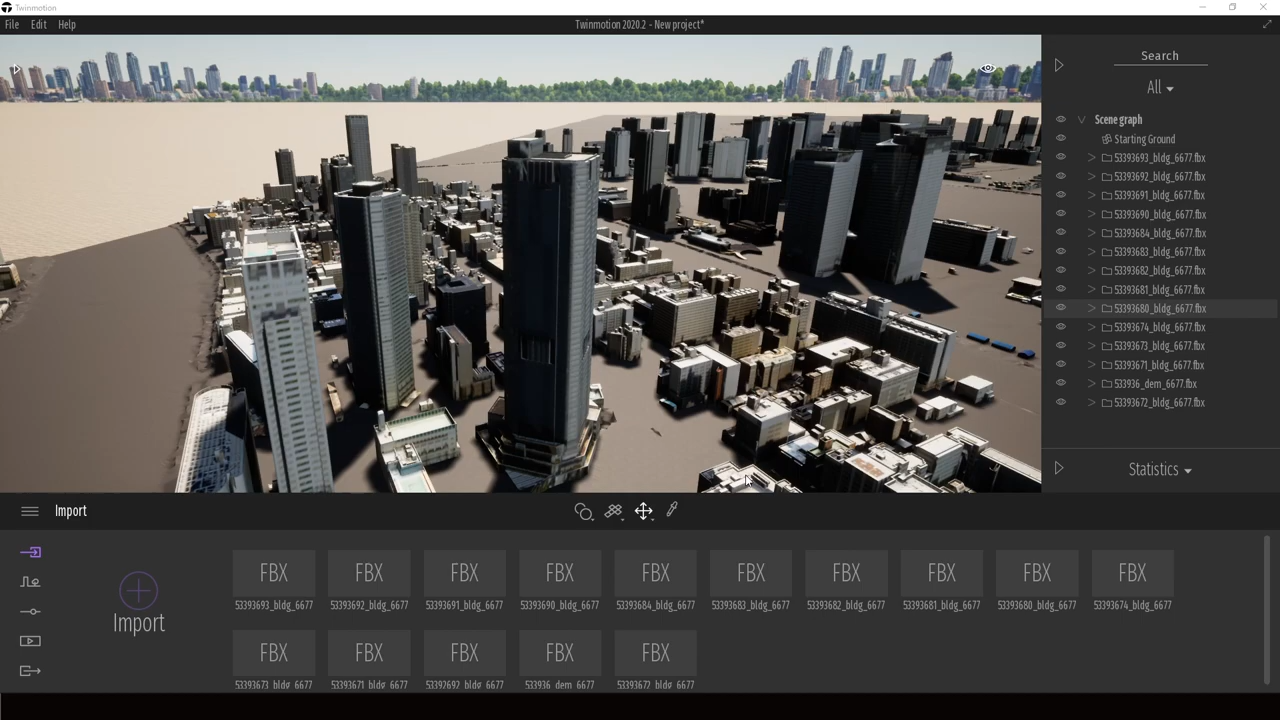 Twinmotion
File Edit Help
Twinmotion 2020.2 - New project*
Search
All
Scene graph
Starting Ground
53393693_bldg_6677.fbx
53393692_bldg_6677.fbx
53393691_bldg_6677.fbx
53393690_bldg_6677.fbx
53393684_bldg_6677.fbx
53393683_bldg_6677.fbx
53393682_bldg_6677.fbx
53393681_bldg_6677.fbx
53393680_bldg_6677.fbx
53393674_bldg_6677.fbx
53393673_bldg_6677.fbx
53393671_bldg_6677.fbx
533936_dem_6677.fbx
53393672_bldg_6677.fbx
Statistics
Import
Import
FBX FBX FBX FBX FBX FBX FBX FBX FBX FBX
53393693_bldg_6677 53393692_bldg_6677 53393691_bldg_6677 53393690_bldg_6677 53393684_bldg_6677 53393683_bldg_6677 53393682_bldg_6677 53393681_bldg_6677 53393680_bldg_6677 53393674_bldg_6677
FBX FBX FBX FBX FBX
53393673_bldg_6677 53393671_bldg_6677 53392692_bldg_6677 533936_dem_6677 53393672_bldg_6677